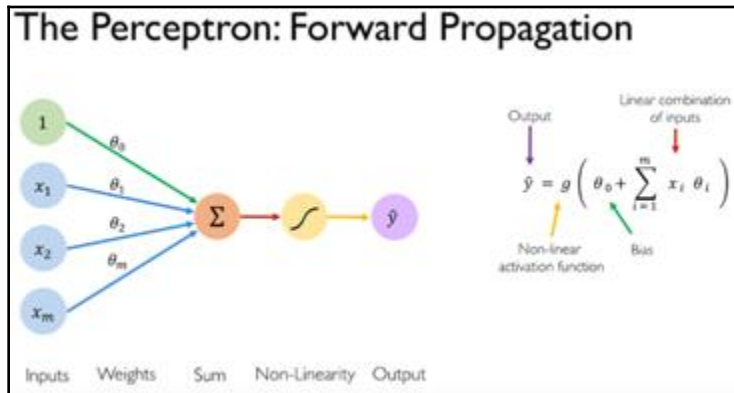 The Perceptron: Forward Propagation
1
x₁
x₂
xₘ
θ₀
θ₁
θ₂
θₘ
Σ
ŷ
Inputs Weights Sum Non-Linearity Output
Output
Linear combination
of inputs
ŷ = g ( θ₀ + ∑ᵢ₌₁ᵐ xᵢ θᵢ )
Non-linear
activation function
Bias